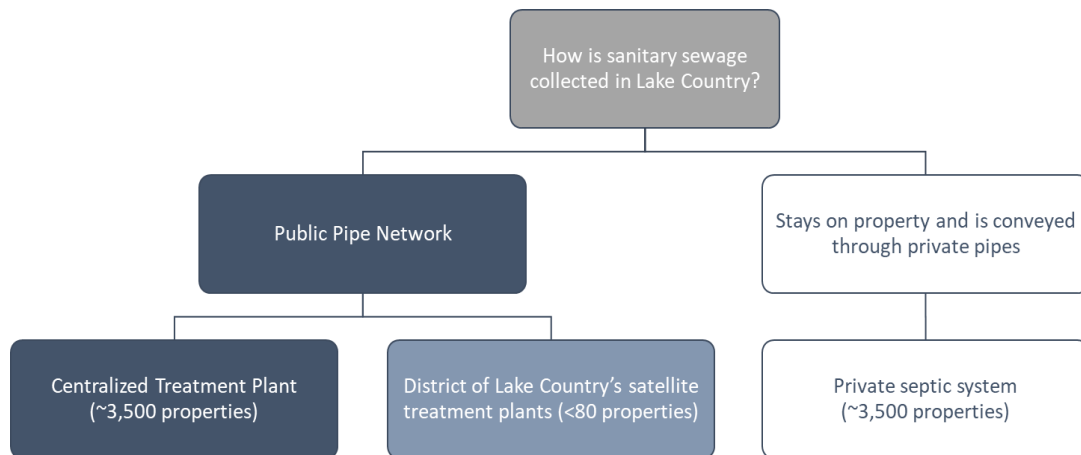 How is sanitary sewage
collected in Lake Country?
Public Pipe Network
Stays on property and is conveyed
through private pipes
Centralized Treatment Plant
(~3,500 properties)
District of Lake Country’s satellite
treatment plants (<80 properties)
Private septic system
(~3,500 properties)